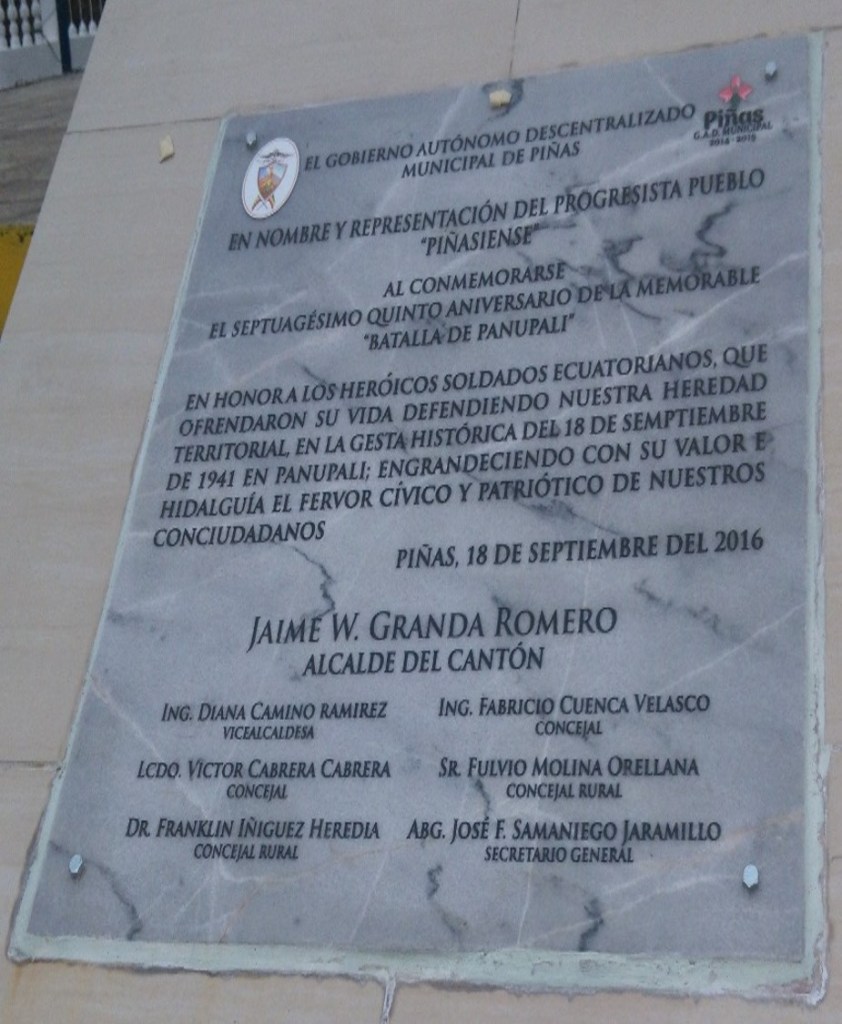 EL GOBIERNO AUTÓNOMO DESCENTRALIZADO
MUNICIPAL DE PIÑAS
Piñas
G.A.D. MUNICIPAL
2014 - 2019
EN NOMBRE Y REPRESENTACIÓN DEL PROGRESISTA PUEBLO
"PIÑASIENSE"
AL CONMEMORARSE
EL SEPTUAGÉSIMO QUINTO ANIVERSARIO DE LA MEMORABLE
"BATALLA DE PANUPALI"
EN HONOR A LOS HERÓICOS SOLDADOS ECUATORIANOS, QUE
OFRENDARON SU VIDA DEFENDIENDO NUESTRA HEREDAD
TERRITORIAL, EN LA GESTA HISTÓRICA DEL 18 DE SEMPTIEMBRE
DE 1941 EN PANUPALI; ENGRANDECIENDO CON SU VALOR E
HIDALGUÍA EL FERVOR CÍVICO Y PATRIÓTICO DE NUESTROS
CONCIUDADANOS
PIÑAS, 18 DE SEPTIEMBRE DEL 2016
JAIME W. GRANDA ROMERO
ALCALDE DEL CANTÓN
ING. DIANA CAMINO RAMIREZ
VICEALCALDESA
ING. FABRICIO CUENCA VELASCO
CONCEJAL
LCDO. VÍCTOR CABRERA CABRERA
CONCEJAL
SR. FULVIO MOLINA ORELLANA
CONCEJAL RURAL
DR. FRANKLIN IÑIGUEZ HEREDIA
CONCEJAL RURAL
ABG. JOSÉ F. SAMANIEGO JARAMILLO
SECRETARIO GENERAL